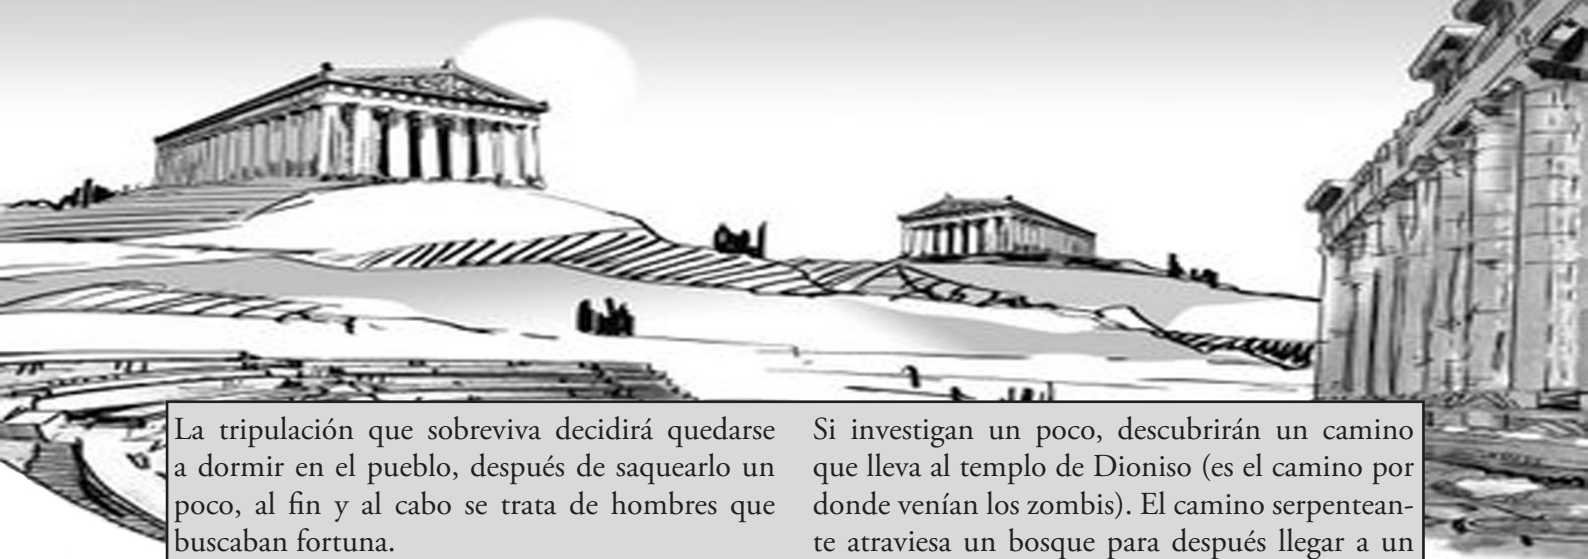 La tripulación que sobreviva decidirá quedarse
a dormir en el pueblo, después de saquearlo un
poco, al fin y al cabo se trata de hombres que
buscaban fortuna.
Si investigan un poco, descubrirán un camino
que lleva al templo de Dioniso (es el camino por
donde venían los zombis). El camino serpentean-
te atraviesa un bosque para después llegar a un